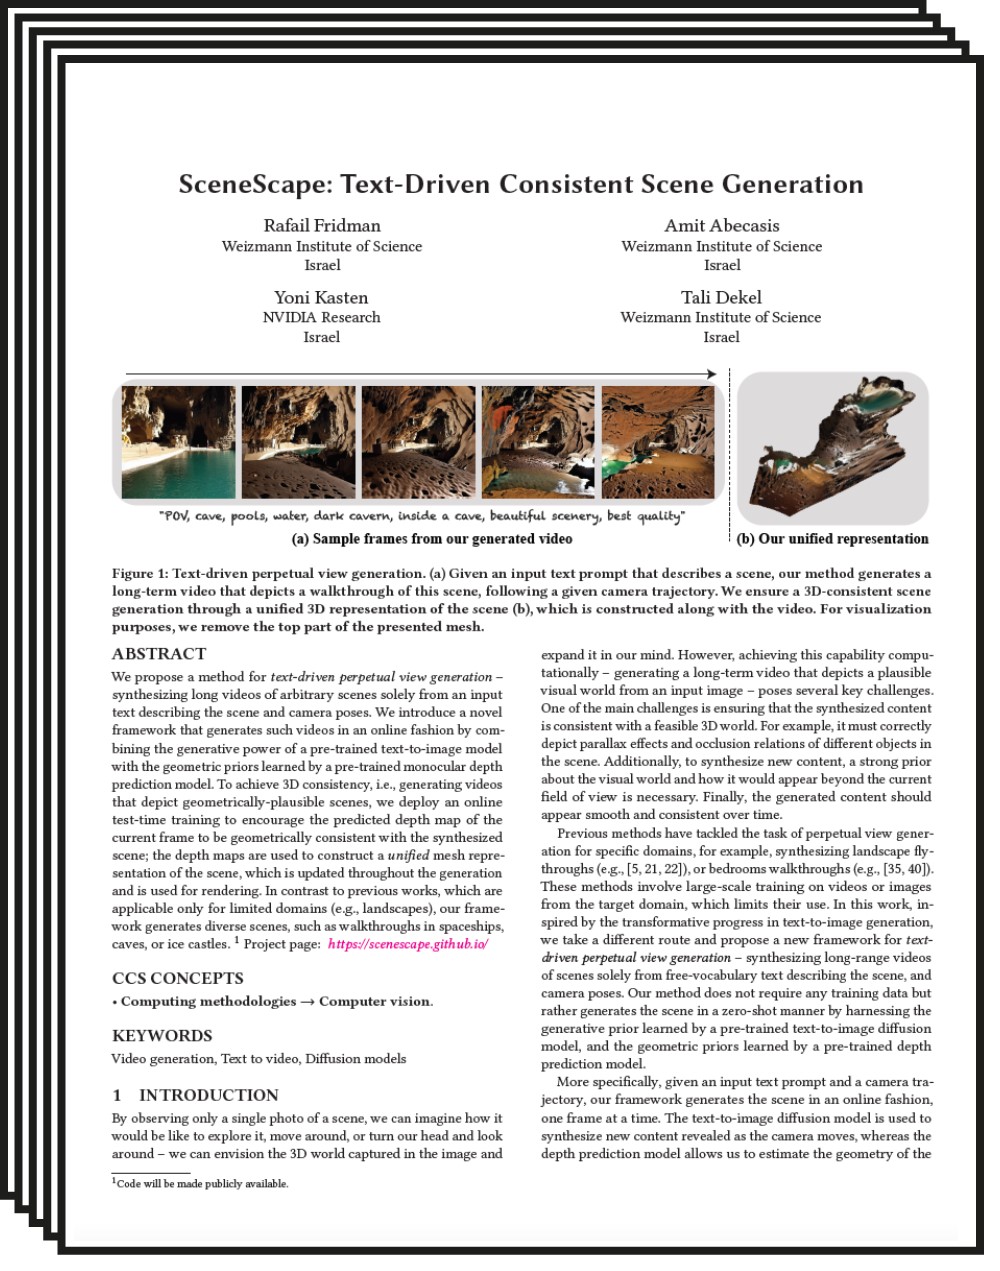 SceneScape: Text-Driven Consistent Scene Generation
Rafail Fridman
Weizmann Institute of Science
Israel
Amit Abecasis
Weizmann Institute of Science
Israel
Yoni Kasten
NVIDIA Research
Israel
Tali Dekel
Weizmann Institute of Science
Israel
"POV, cave, pools, water, dark cavern, inside a cave, beautiful scenery, best quality"
(a) Sample frames from our generated video
(b) Our unified representation
Figure 1: Text-driven perpetual view generation. (a) Given an input text prompt that describes a scene, our method generates a
long-term video that depicts a walkthrough of this scene, following a given camera trajectory. We ensure a 3D-consistent scene
generation through a unified 3D representation of the scene (b), which is constructed along with the video. For visualization
purposes, we remove the top part of the presented mesh.
ABSTRACT
We propose a method for text-driven perpetual view generation –
synthesizing long videos of arbitrary scenes solely from an input
text describing the scene and camera poses. We introduce a novel
framework that generates such videos in an online fashion by com-
bining the generative power of a pre-trained text-to-image model
with the geometric priors learned by a pre-trained monocular depth
prediction model. To achieve 3D consistency, i.e., generating videos
that depict geometrically-plausible scenes, we deploy an online
test-time training to encourage the predicted depth map of the
current frame to be geometrically consistent with the synthesized
scene; the depth maps are used to construct a unified mesh repre-
sentation of the scene, which is updated throughout the generation
and is used for rendering. In contrast to previous works, which are
applicable only for limited domains (e.g., landscapes), our frame-
work generates diverse scenes, such as walkthroughs in spaceships,
caves, or ice castles. 1 Project page: https://scenescape.github.io/
CCS CONCEPTS
• Computing methodologies → Computer vision.
KEYWORDS
Video generation, Text to video, Diffusion models
1 INTRODUCTION
By observing only a single photo of a scene, we can imagine how it
would be like to explore it, move around, or turn our head and look
around – we can envision the 3D world captured in the image and
1Code will be made publicly available.
expand it in our mind. However, achieving this capability compu-
tationally – generating a long-term video that depicts a plausible
visual world from an input image – poses several key challenges.
One of the main challenges is ensuring that the synthesized content
is consistent with a feasible 3D world. For example, it must correctly
depict parallax effects and occlusion relations of different objects in
the scene. Additionally, to synthesize new content, a strong prior
about the visual world and how it would appear beyond the current
field of view is necessary. Finally, the generated content should
appear smooth and consistent over time.
Previous methods have tackled the task of perpetual view gener-
ation for specific domains, for example, synthesizing landscape fly-
throughs (e.g., [5, 21, 22]), or bedrooms walkthroughs (e.g., [35, 40]).
These methods involve large-scale training on videos or images
from the target domain, which limits their use. In this work, in-
spired by the transformative progress in text-to-image generation,
we take a different route and propose a new framework for text-
driven perpetual view generation – synthesizing long-range videos
of scenes solely from free-vocabulary text describing the scene, and
camera poses. Our method does not require any training data but
rather generates the scene in a zero-shot manner by harnessing the
generative prior learned by a pre-trained text-to-image diffusion
model, and the geometric priors learned by a pre-trained depth
prediction model.
More specifically, given an input text prompt and a camera tra-
jectory, our framework generates the scene in an online fashion,
one frame at a time. The text-to-image diffusion model is used to
synthesize new content revealed as the camera moves, whereas the
depth prediction model allows us to estimate the geometry of the